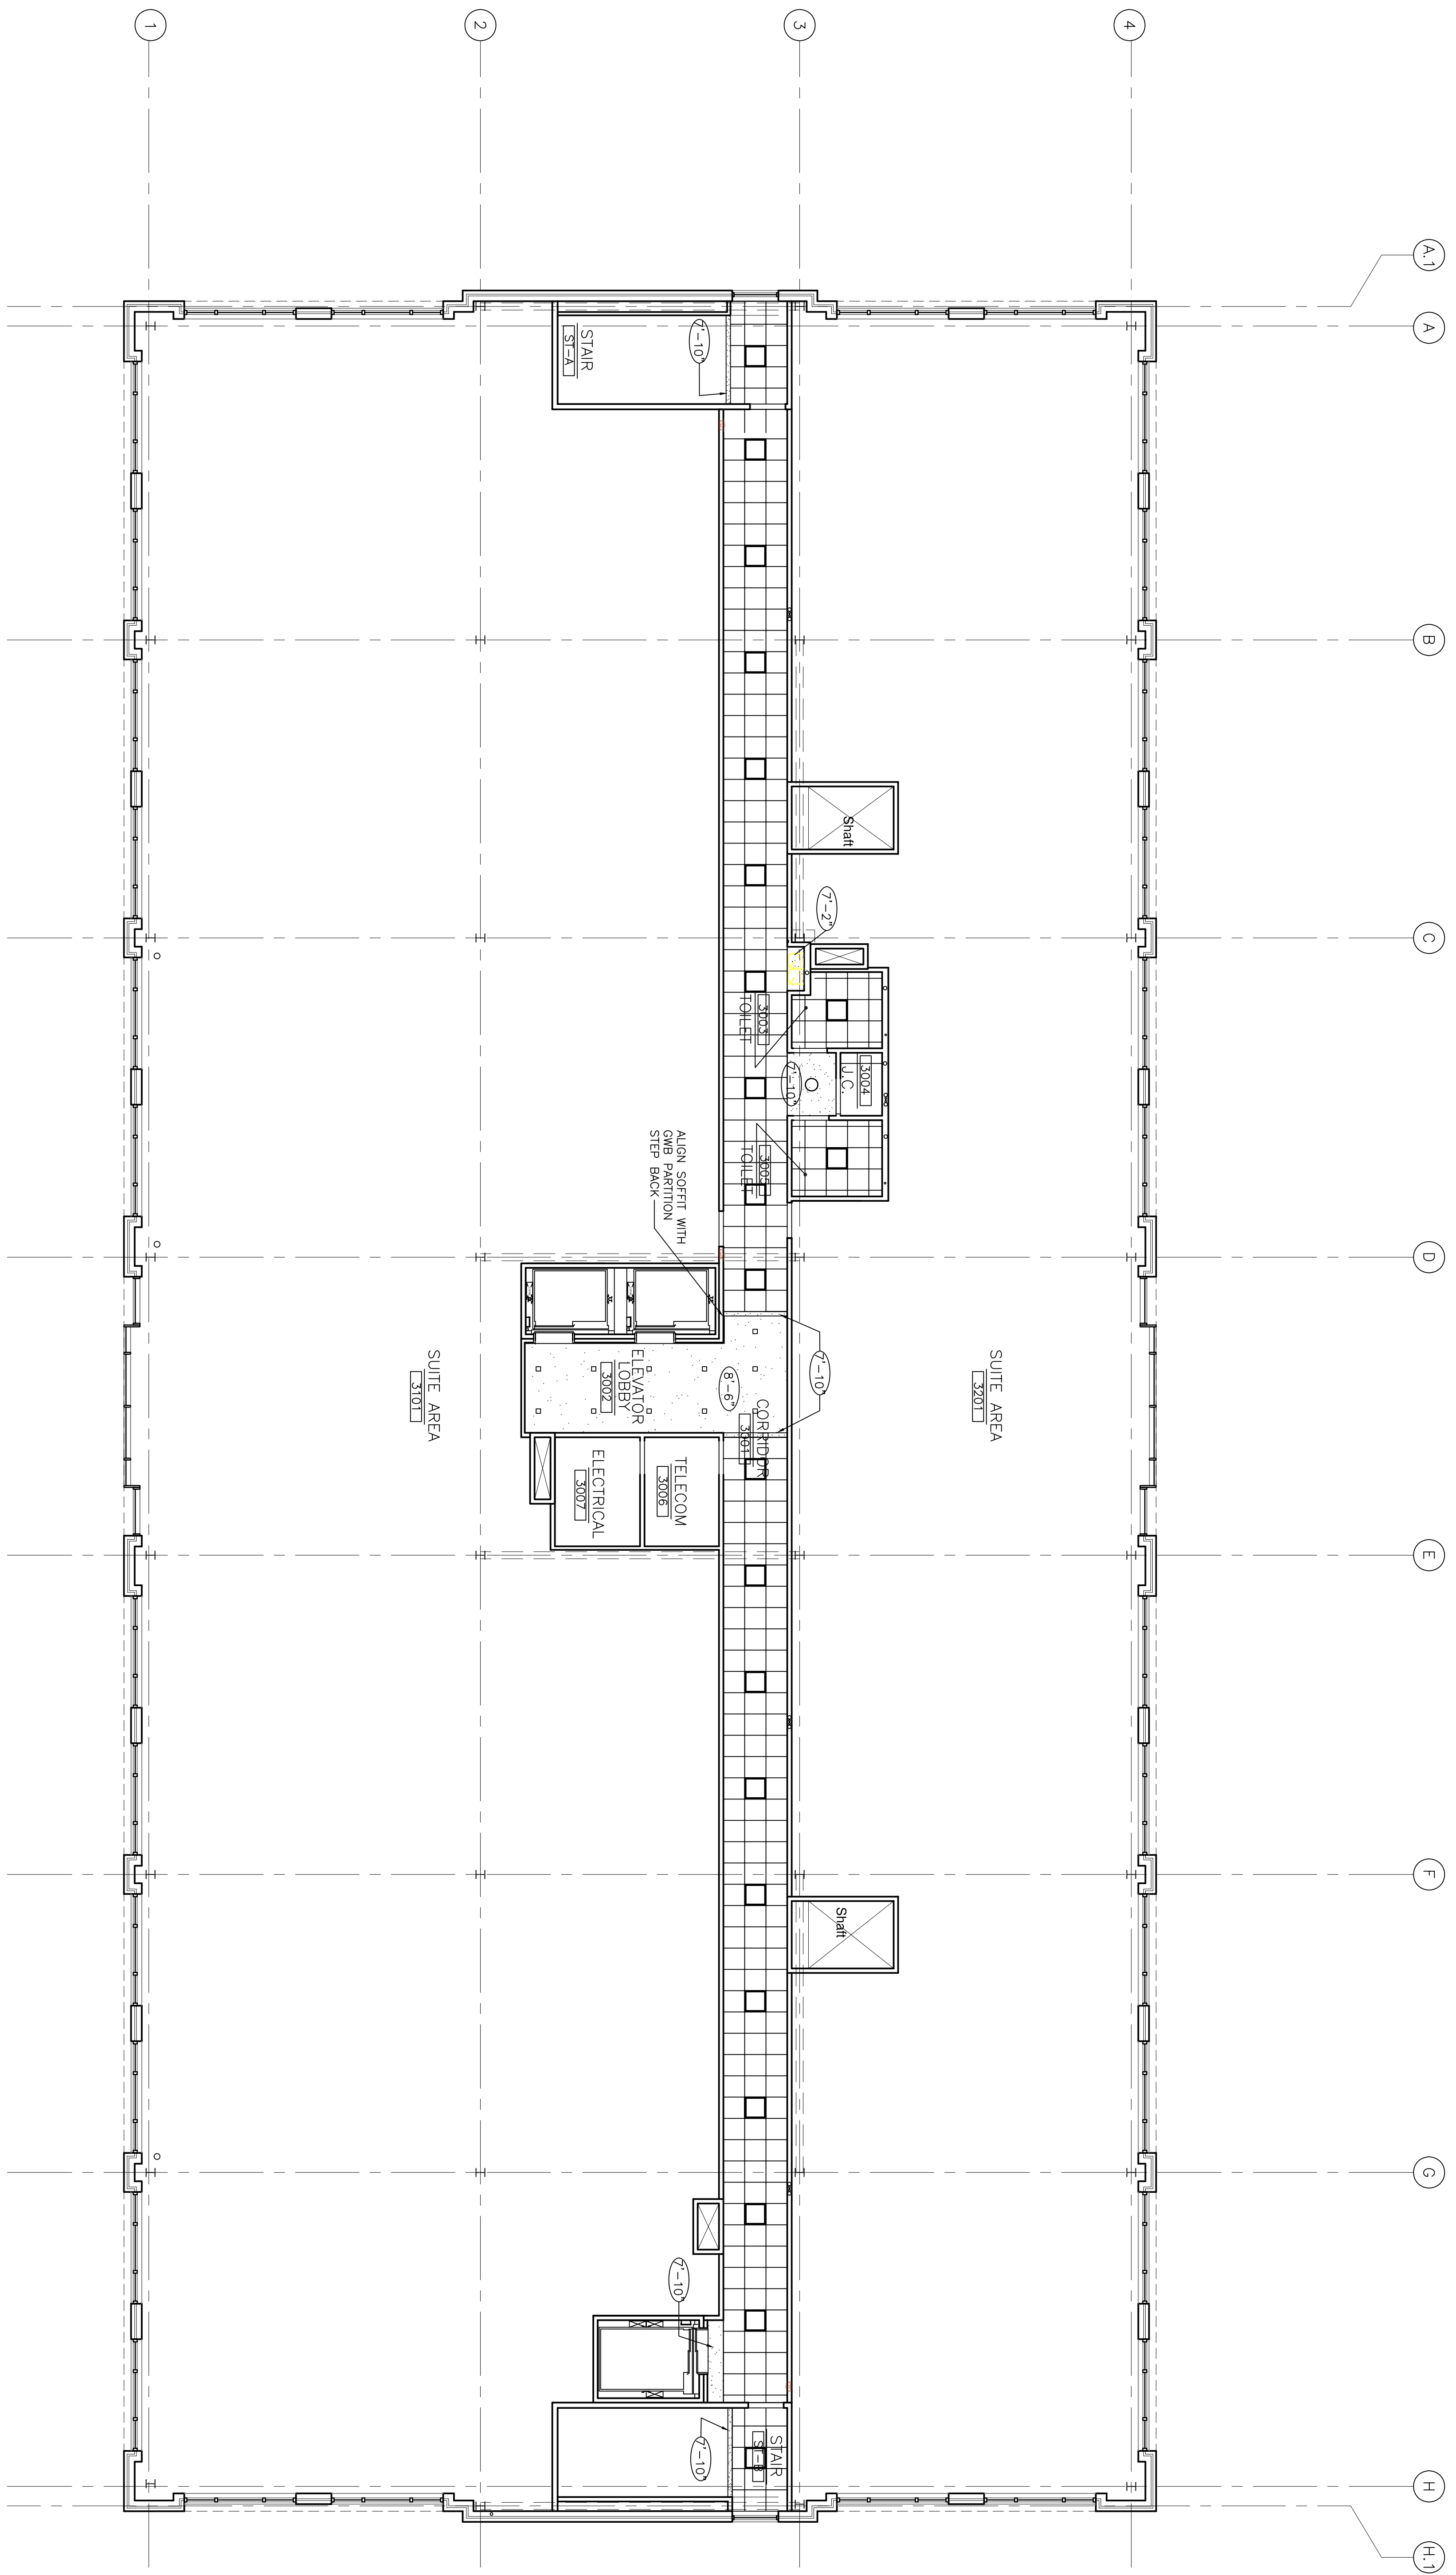 1
2
3
4
A.1
A
B
C
D
E
F
G
H
H.1
STAIR
ST-A
7'-10"
Shaft
7'-2"
3003
TOILET
3004
J.C.
7'-10"
3005
TOILET
ALIGN SOFFIT WITH
GWB PARTITION
STEP BACK
7'-10"
8'-6"
ELEVATOR
LOBBY
3002
CORRIDOR
3001
SUITE AREA
3201
SUITE AREA
3101
TELECOM
3006
ELECTRICAL
3007
Shaft
7'-10"
7'-10"
STAIR
ST-B